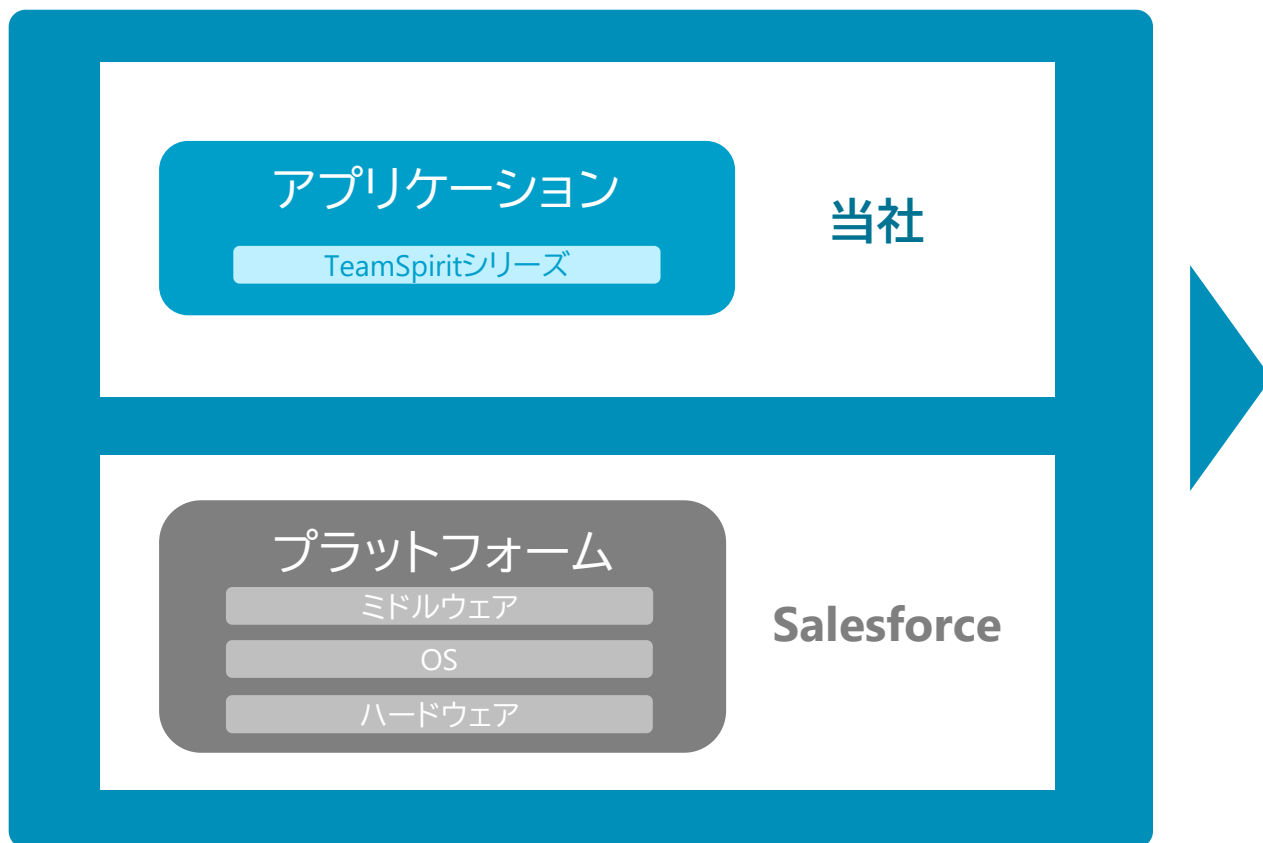 アプリケーション
TeamSpiritシリーズ
当社
プラットフォーム
ミドルウェア
OS
ハードウェア
Salesforce